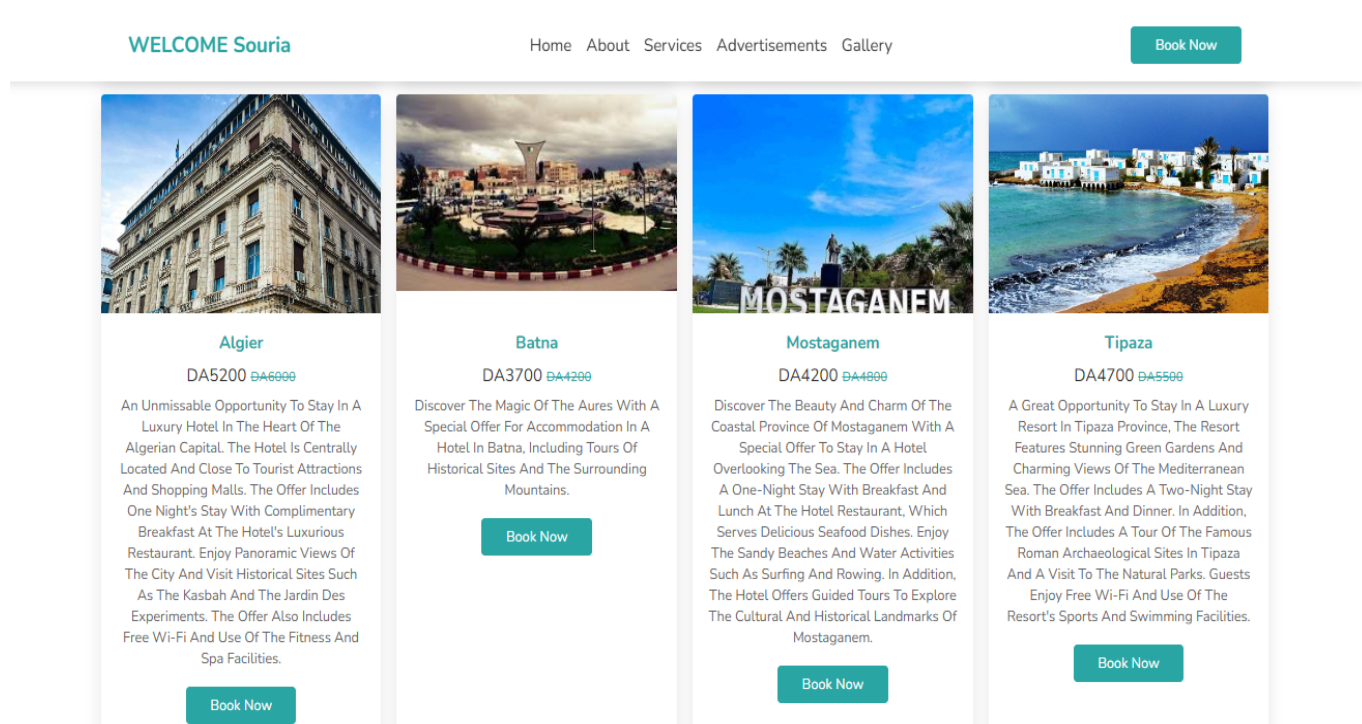 WELCOME Souria
Home About Services Advertisements Gallery
Book Now
MOSTAGANEM
Algier
DA5200 DA6000
An Unmissable Opportunity To Stay In A
Luxury Hotel In The Heart Of The
Algerian Capital. The Hotel Is Centrally
Located And Close To Tourist Attractions
And Shopping Malls. The Offer Includes
One Night's Stay With Complimentary
Breakfast At The Hotel's Luxurious
Restaurant. Enjoy Panoramic Views Of
The City And Visit Historical Sites Such
As The Kasbah And The Jardin Des
Experiments. The Offer Also Includes
Free Wi-Fi And Use Of The Fitness And
Spa Facilities.
Book Now
Batna
DA3700 DA4200
Discover The Magic Of The Aures With A
Special Offer For Accommodation In A
Hotel In Batna, Including Tours Of
Historical Sites And The Surrounding
Mountains.
Book Now
Mostaganem
DA4200 DA4800
Discover The Beauty And Charm Of The
Coastal Province Of Mostaganem With A
Special Offer To Stay In A Hotel
Overlooking The Sea. The Offer Includes
A One-Night Stay With Breakfast And
Lunch At The Hotel Restaurant, Which
Serves Delicious Seafood Dishes. Enjoy
The Sandy Beaches And Water Activities
Such As Surfing And Rowing. In Addition,
The Hotel Offers Guided Tours To Explore
The Cultural And Historical Landmarks Of
Mostaganem.
Book Now
Tipaza
DA4700 DA5500
A Great Opportunity To Stay In A Luxury
Resort In Tipaza Province, The Resort
Features Stunning Green Gardens And
Charming Views Of The Mediterranean
Sea. The Offer Includes A Two-Night Stay
With Breakfast And Dinner. In Addition,
The Offer Includes A Tour Of The Famous
Roman Archaeological Sites In Tipaza
And A Visit To The Natural Parks. Guests
Enjoy Free Wi-Fi And Use Of The
Resort's Sports And Swimming Facilities.
Book Now